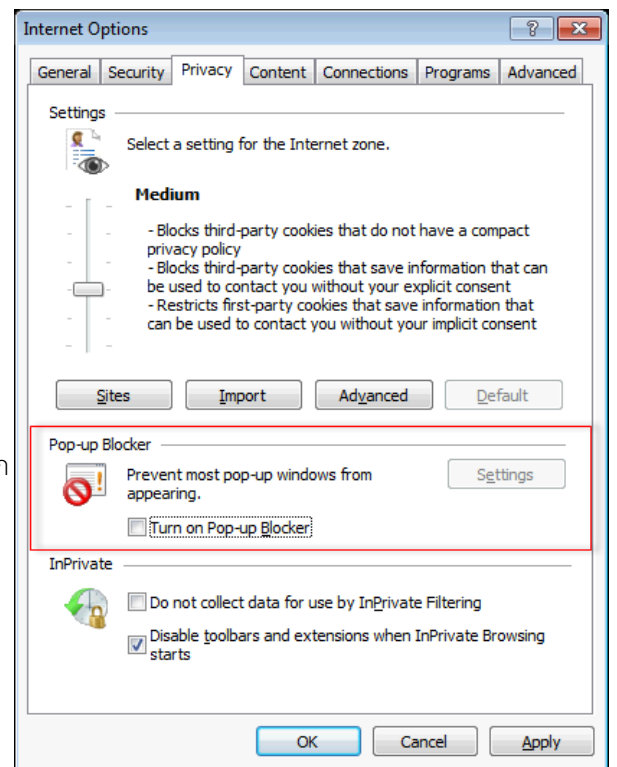 Internet Options
General Security Privacy Content Connections Programs Advanced
Settings
Select a setting for the Internet zone.
Medium
- Blocks third-party cookies that do not have a compact
privacy policy
- Blocks third-party cookies that save information that can
be used to contact you without your explicit consent
- Restricts first-party cookies that save information that
can be used to contact you without your implicit consent
Sites Import Advanced Default
Pop-up Blocker
n
Prevent most pop-up windows from
appearing.
Settings
Turn on Pop-up Blocker
InPrivate
Do not collect data for use by InPrivate Filtering
Disable toolbars and extensions when InPrivate Browsing
starts
OK Cancel Apply